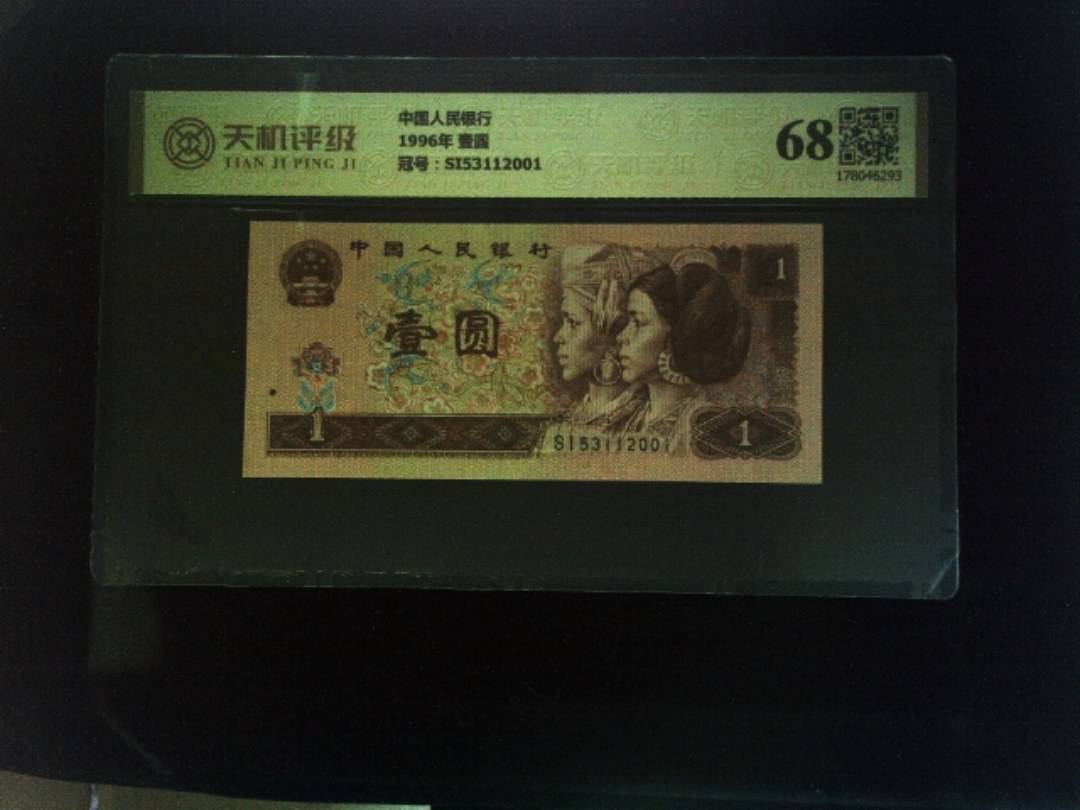 天机评级
TIAN JI PING JI
中国人民银行
1996年 壹圆
冠号：SI53112001
68
178046293
中国人民银行
1
壹圆
1
SI53112001
1